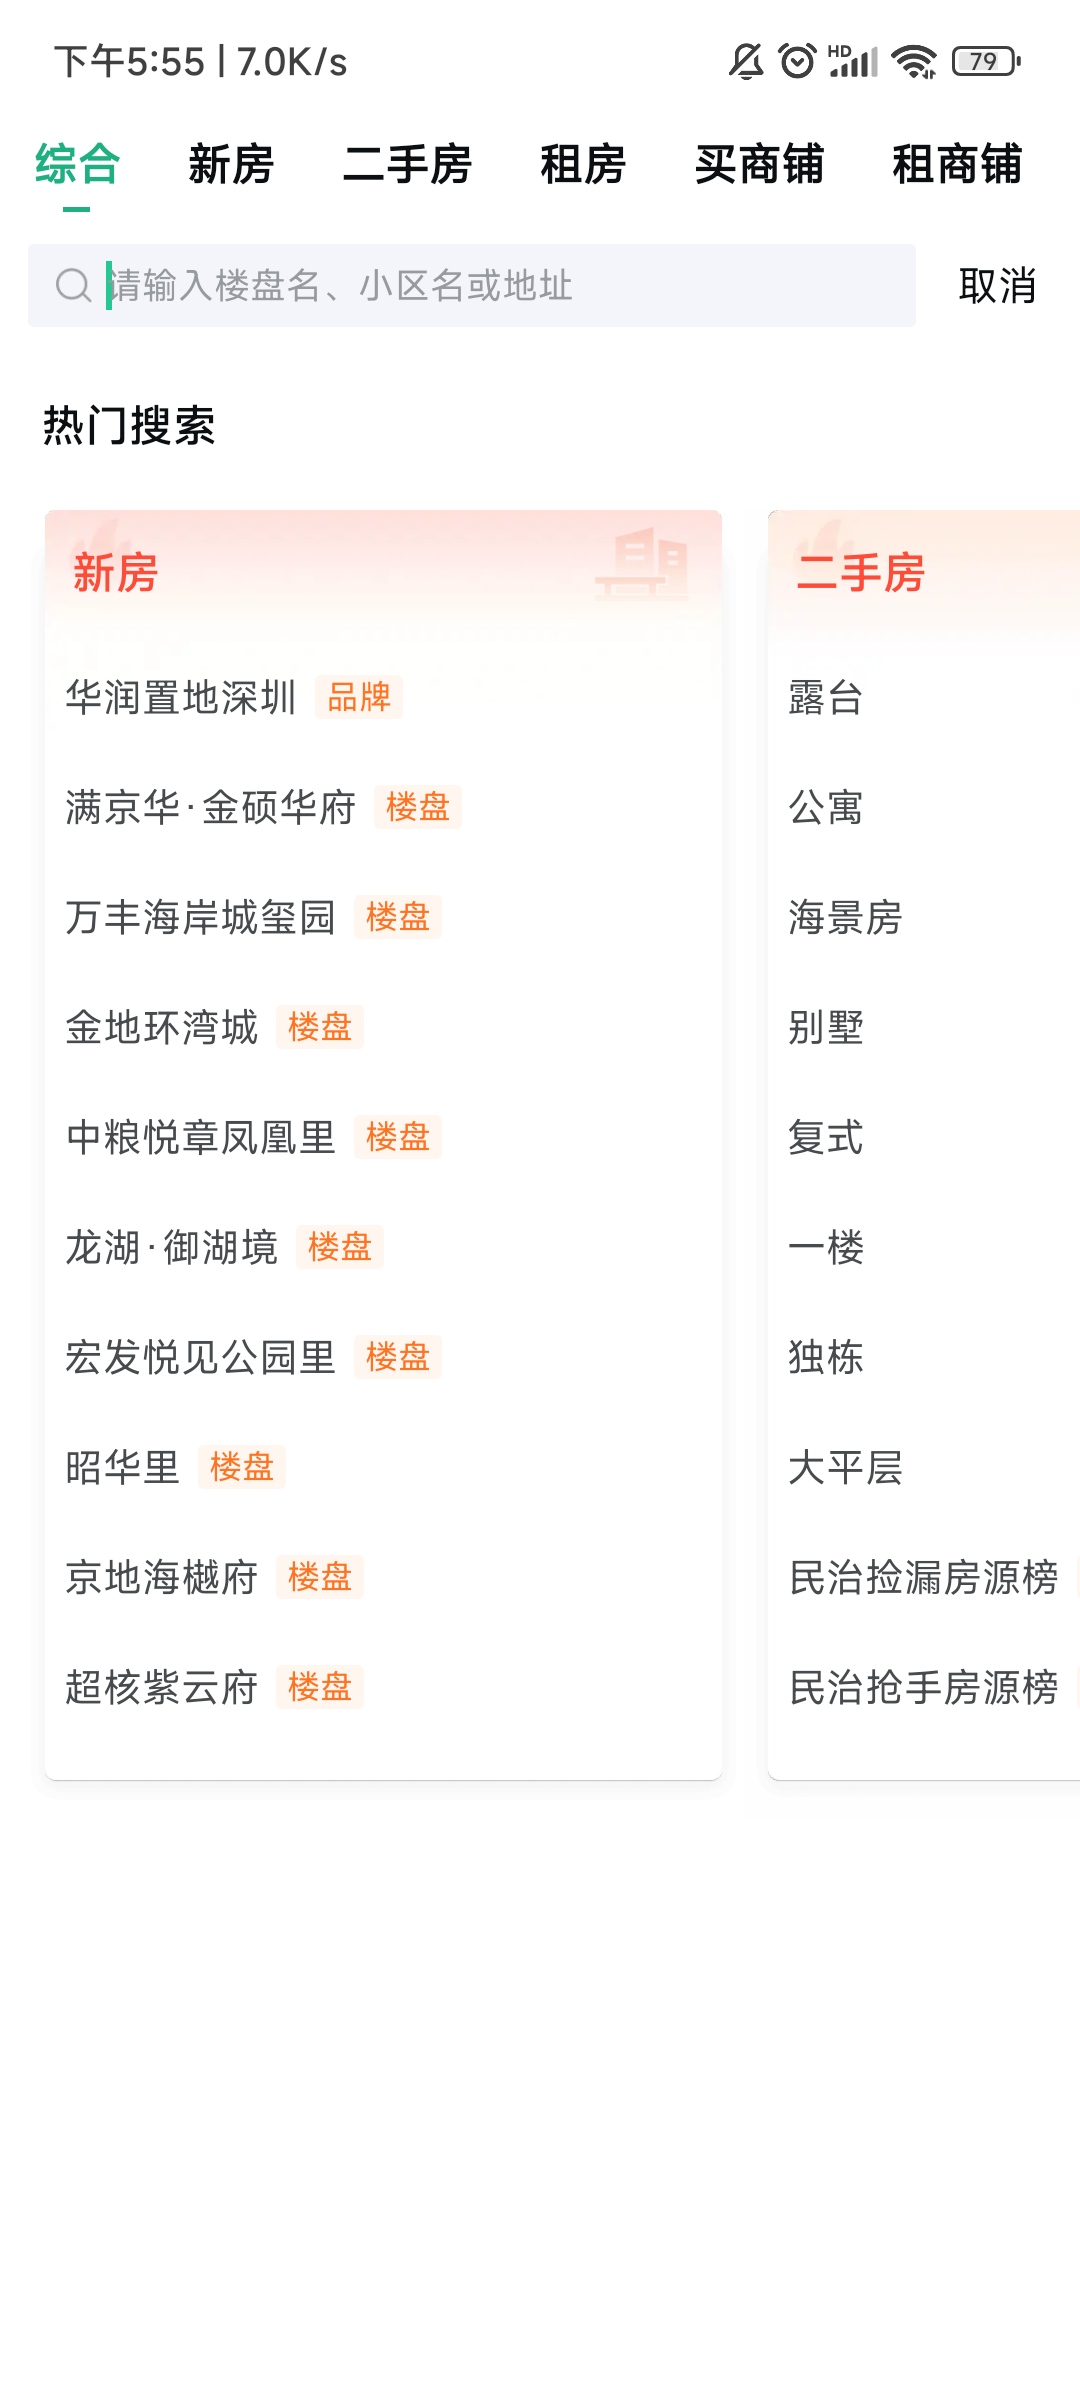 下午5:55 | 7.0K/s HD 79
综合 新房 二手房 租房 买商铺 租商铺
请输入楼盘名、小区名或地址 取消
热门搜索
新房
华润置地深圳 品牌
满京华·金硕华府 楼盘
万丰海岸城玺园 楼盘
金地环湾城 楼盘
中粮悦章凤凰里 楼盘
龙湖·御湖境 楼盘
宏发悦见公园里 楼盘
昭华里 楼盘
京地海樾府 楼盘
超核紫云府 楼盘
二手房
露台
公寓
海景房
别墅
复式
一楼
独栋
大平层
民治捡漏房源榜
民治抢手房源榜